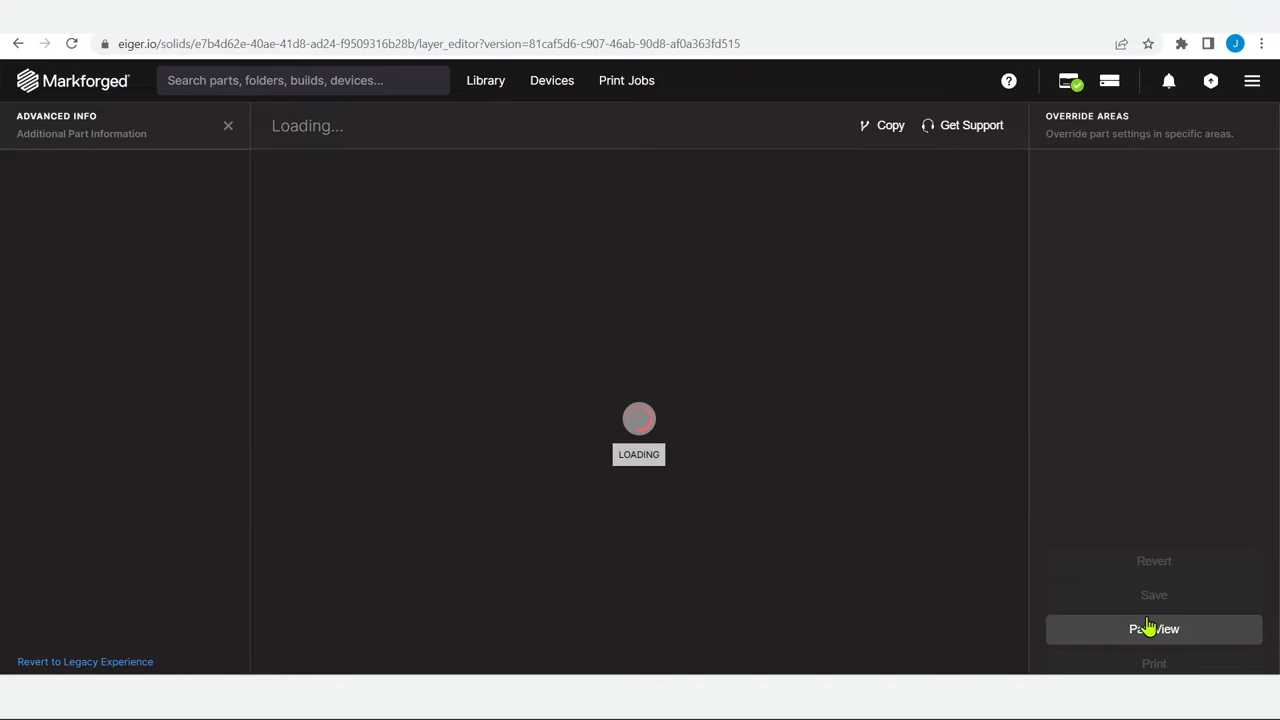 eiger.io/solids/e7b4d62e-40ae-41d8-ad24-f9509316b28b/layer_editor?version=81caf5d6-c907-46ab-90d8-af0a363fd515
J
Markforged
Search parts, folders, builds, devices...
Library
Devices
Print Jobs
ADVANCED INFO
Additional Part Information
Loading...
Copy
Get Support
OVERRIDE AREAS
Override part settings in specific areas.
LOADING
Revert
Save
Part View
Print
Revert to Legacy Experience